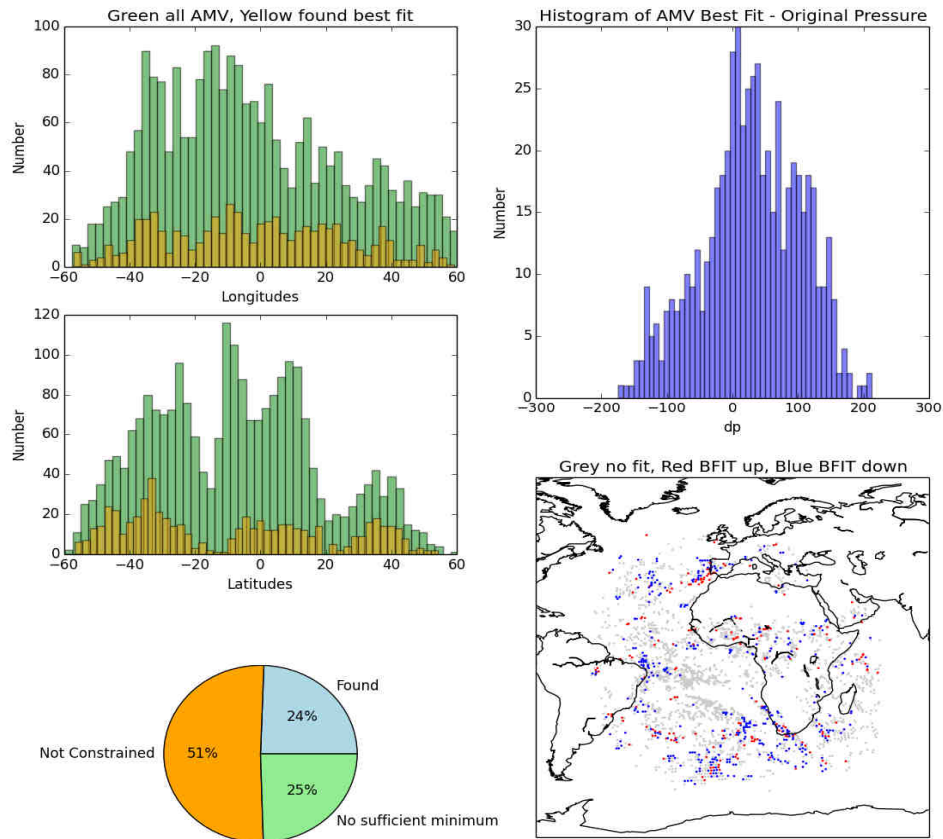 Green all AMV, Yellow found best fit
100
80
60
40
20
0
Number
−60 −40 −20 0 20 40 60
Longitudes
120
100
80
60
40
20
0
Number
−60 −40 −20 0 20 40 60
Latitudes
Histogram of AMV Best Fit - Original Pressure
30
25
20
15
10
5
0
Number
−300 −200 −100 0 100 200 300
dp
Found
24%
Not Constrained
51%
25%
No sufficient minimum
Grey no fit, Red BFIT up, Blue BFIT down